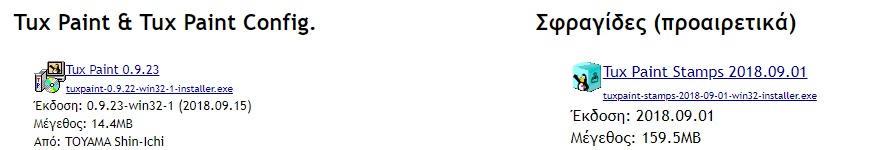 Tux Paint & Tux Paint Config.
Tux Paint 0.9.23
tuxpaint-0.9.22-win32-1-installer.exe
Έκδοση: 0.9.23-win32-1 (2018.09.15)
Μέγεθος: 14.4MB
Από: TOYAMA Shin-Ichi
Σφραγίδες (προαιρετικά)
Tux Paint Stamps 2018.09.01
tuxpaint-stamps-2018-09-01-win32-installer.exe
Έκδοση: 2018.09.01
Μέγεθος: 159.5MB